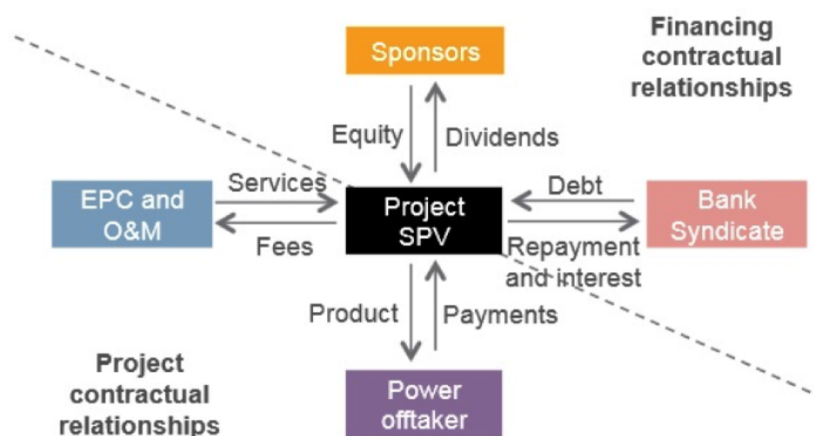 Sponsors
Financing
contractual
relationships
Equity
Dividends
EPC and
O&M
Services
Fees
Project
SPV
Debt
Repayment
and interest
Bank
Syndicate
Product
Payments
Project
contractual
relationships
Power
offtaker